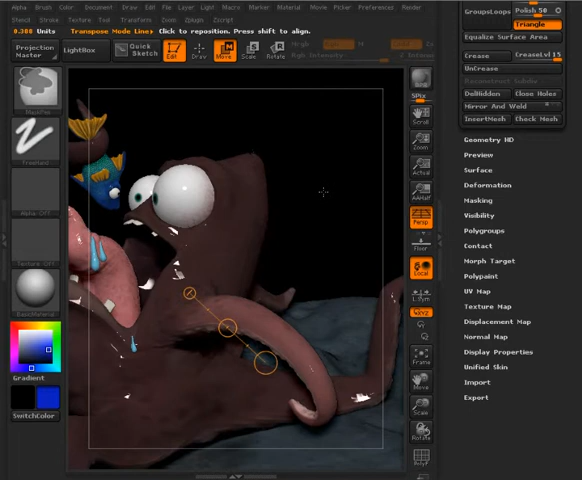 Alpha Brush Color Document Draw Edit File Layer Light Macro Marker Material Movie Picker Preferences Render
Stencil Stroke Texture Tool Transform Zoom Zplugin Zscript
0.388 Units Transpose Mode Line: Click to reposition. Press shift to align.
Projection Master
LightBox
Quick Sketch
Edit
Draw
Move
Scale
Rotate
Mrgb
Rgb Intensity
GroupsLoops
Polish 50
Triangle
Equalize Surface Area
Crease CreaseLvl 15
UnCrease
Reconstruct Subdiv
DelHidden Close Holes
Mirror And Weld
InsertMesh Check Mesh
Geometry HD
Preview
Surface
Deformation
Masking
Visibility
Polygroups
Contact
Morph Target
Polypaint
UV Map
Texture Map
Displacement Map
Normal Map
Display Properties
Unified Skin
Import
Export
SPix
Scroll
Zoom
Actual
AAHalf
Persp
Floor
Local
L.Sym
Frame
Move
Scale
Rotate
PolyF
MaskPen
FreeHand
Alpha Off
Texture Off
BasicMaterial
Gradient
SwitchColor